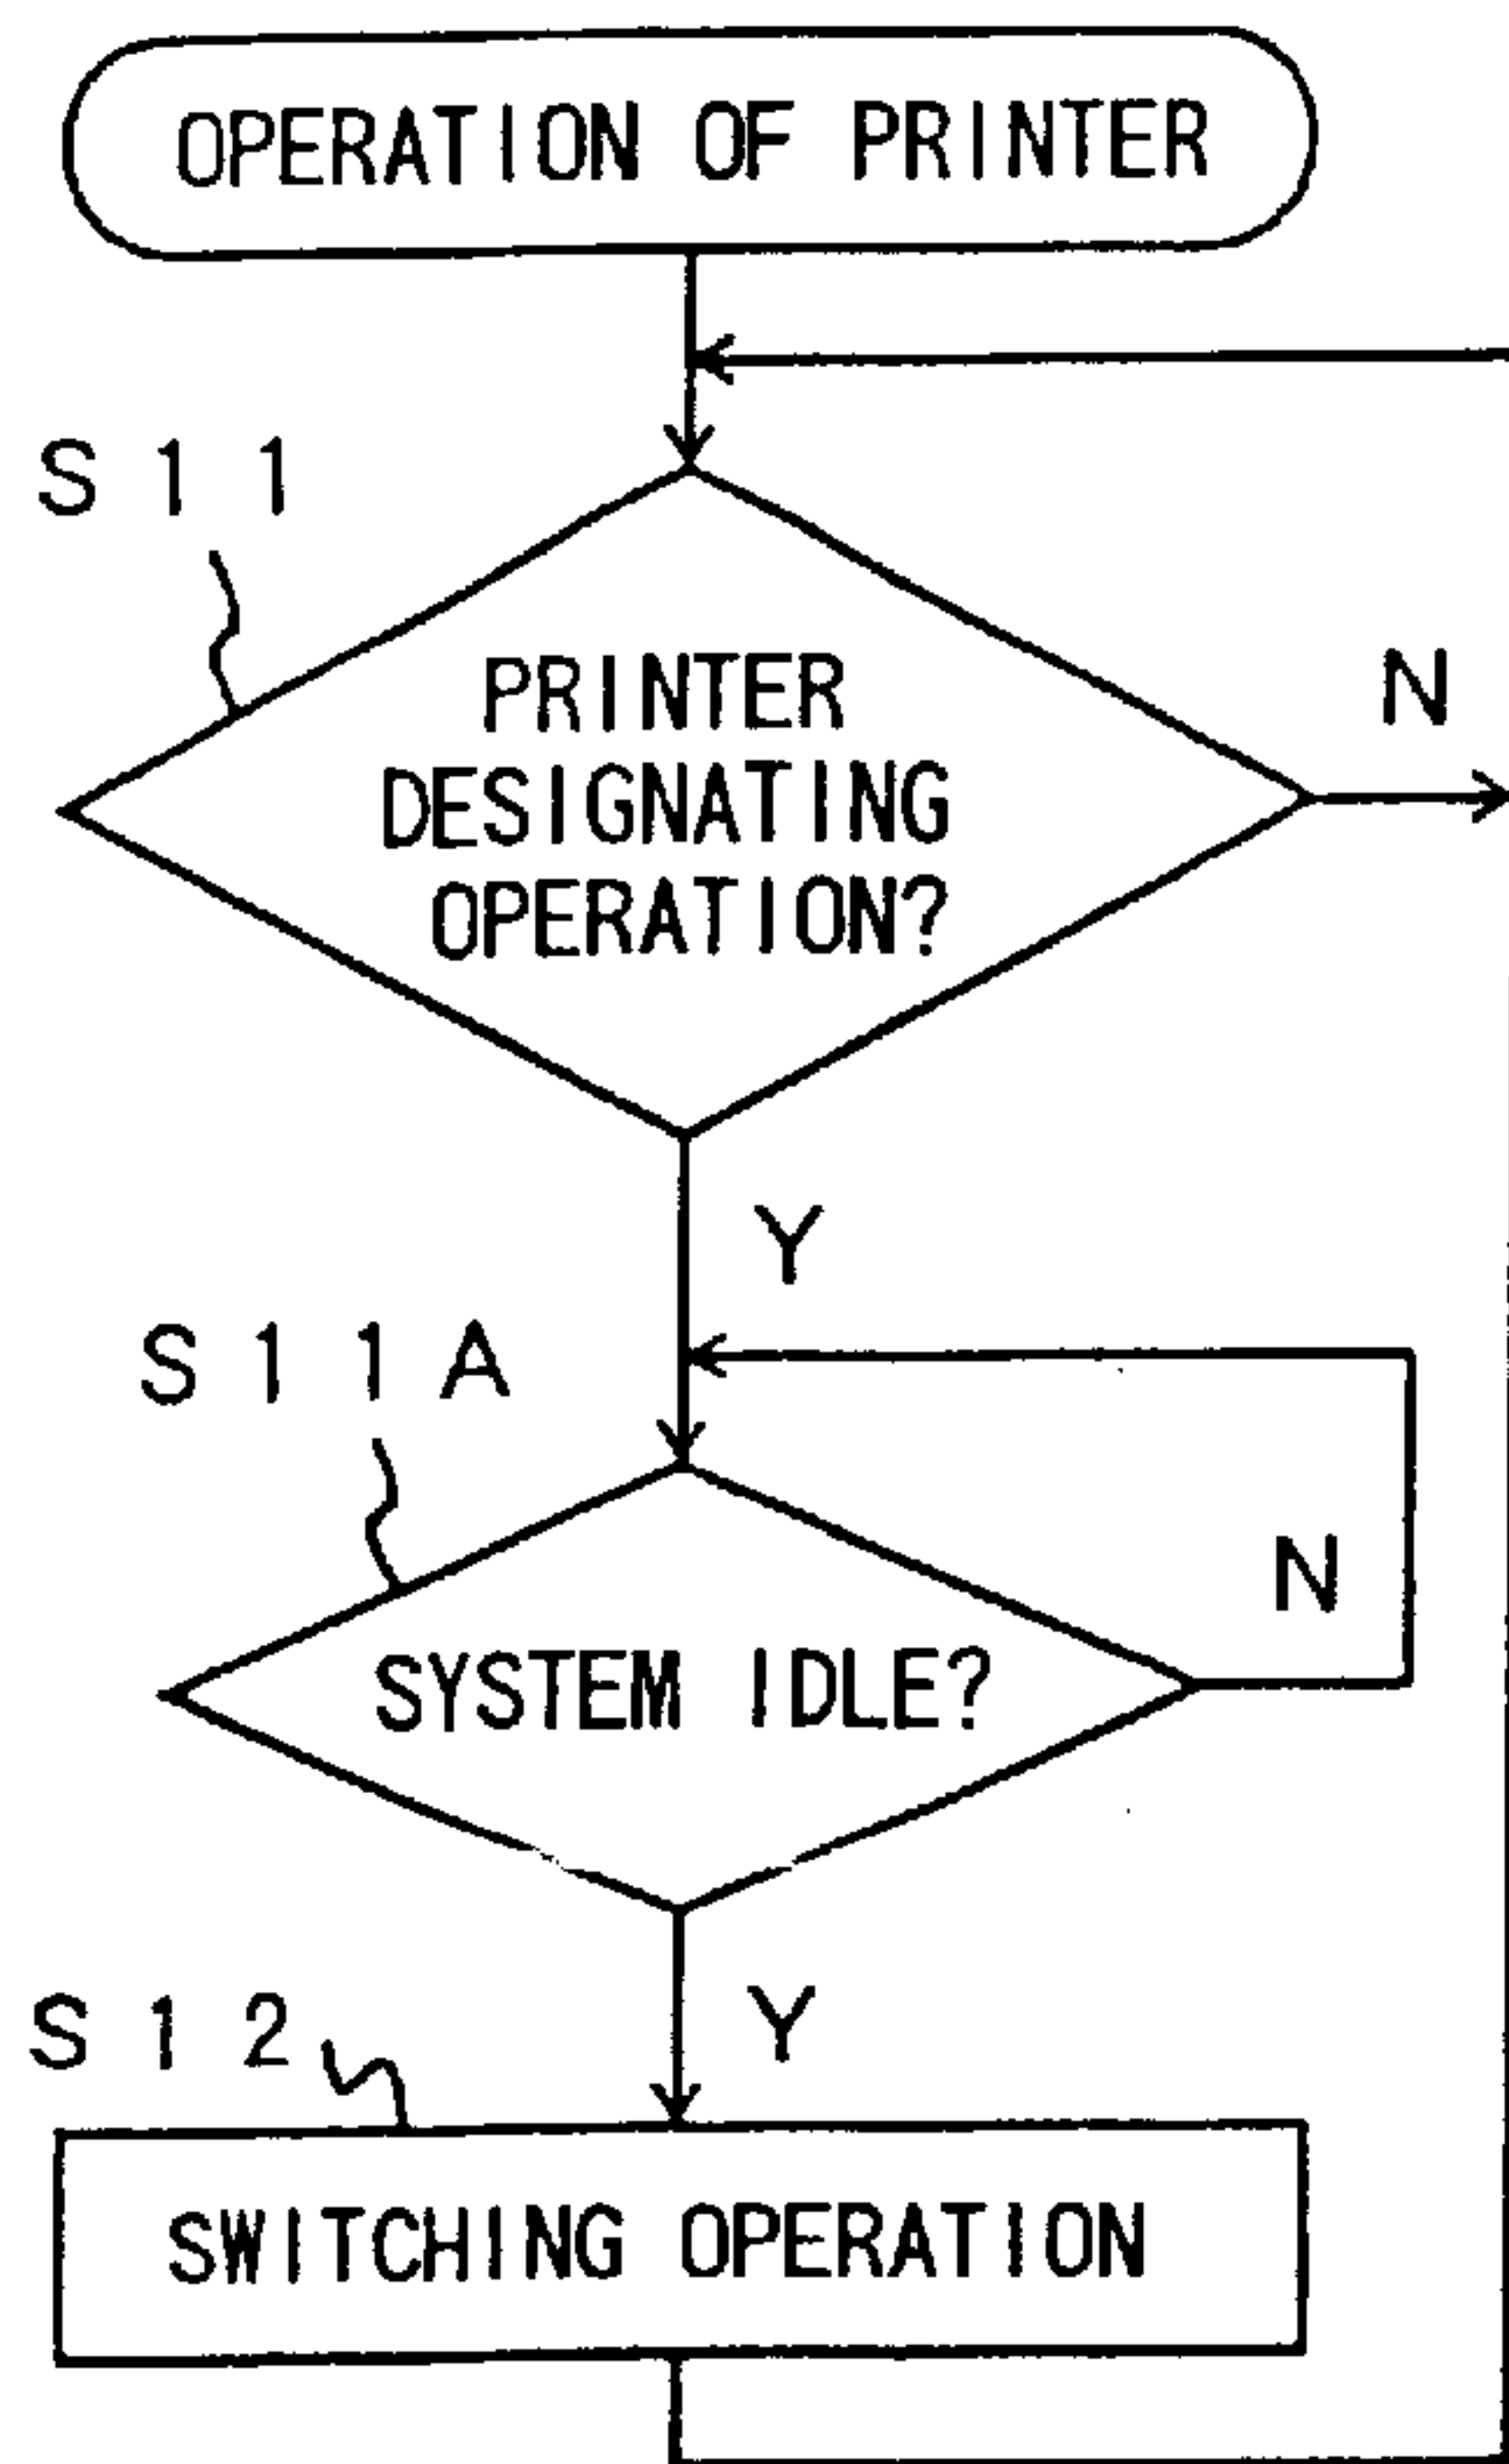 OPERATION OF PRINTER
S11
N
PRINTER
DESIGNATING
OPERATION?
Y
S11A
N
SYSTEM IDLE?
S12
Y
SWITCHING OPERATION